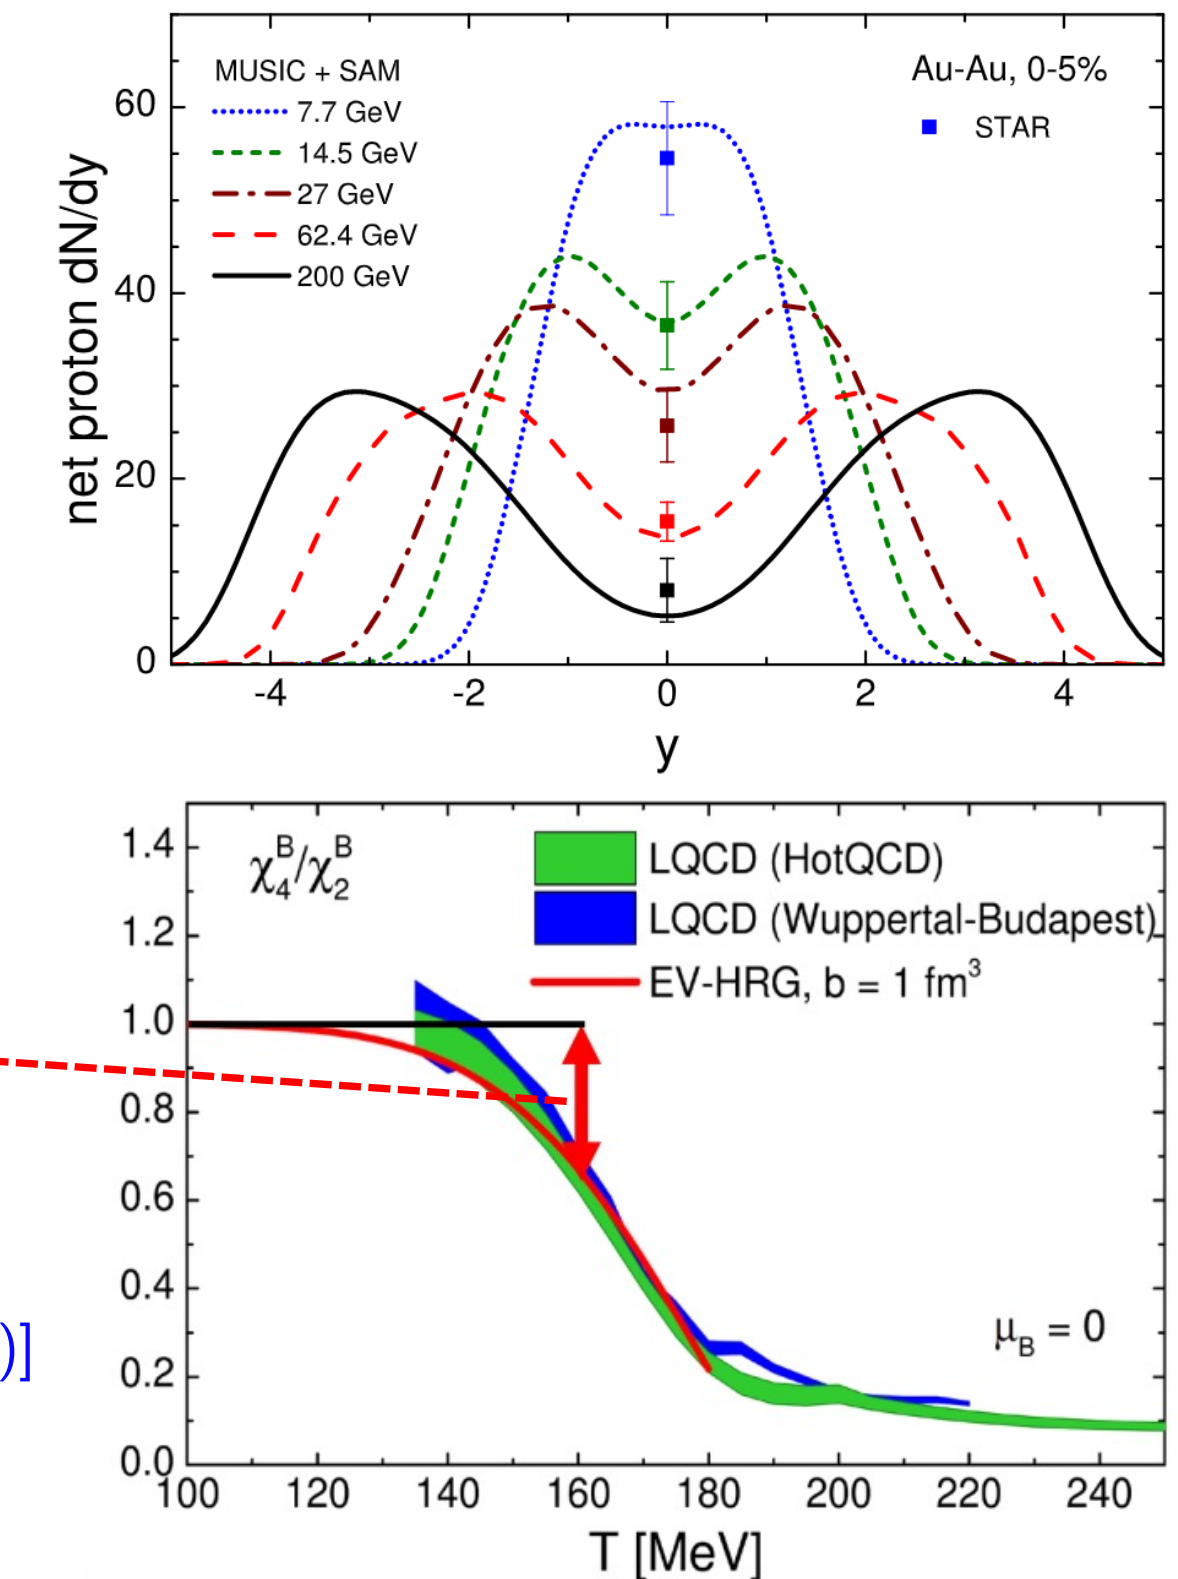 MUSIC + SAM
7.7 GeV
14.5 GeV
27 GeV
62.4 GeV
200 GeV
Au-Au, 0-5%
STAR
net proton dN/dy
60
40
20
0
-4 -2 0 2 4
y
χ₄ᴮ/χ₂ᴮ
LQCD (HotQCD)
LQCD (Wuppertal-Budapest)
EV-HRG, b = 1 fm³
1.4
1.2
1.0
0.8
0.6
0.4
0.2
0.0
μ_B = 0
)]
100 120 140 160 180 200 220 240
T [MeV]